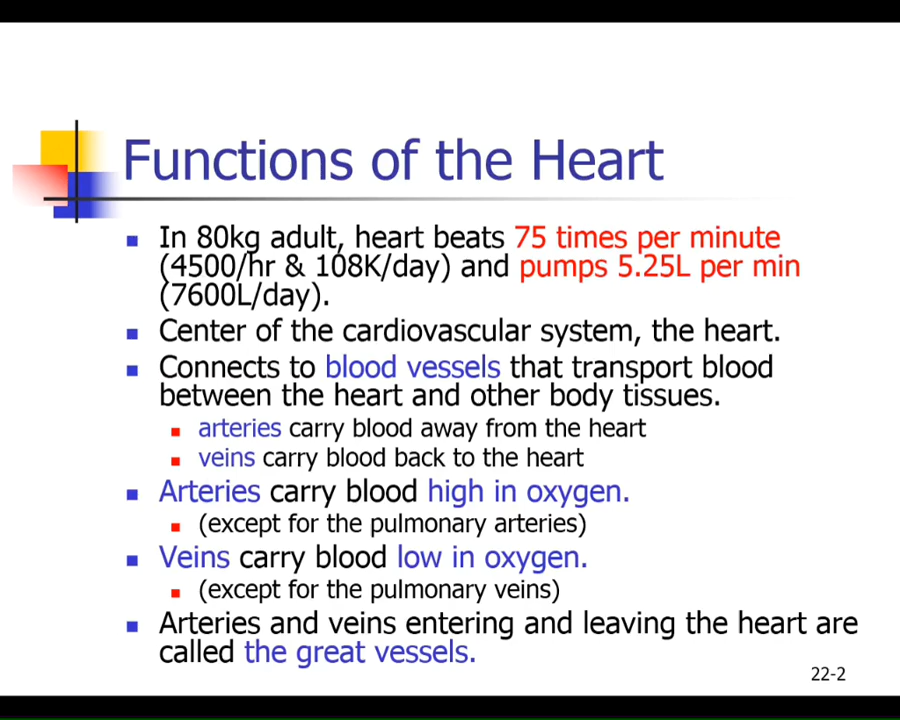 Functions of the Heart
In 80kg adult, heart beats 75 times per minute
(4500/hr & 108K/day) and pumps 5.25L per min
(7600L/day).
Center of the cardiovascular system, the heart.
Connects to blood vessels that transport blood
between the heart and other body tissues.
arteries carry blood away from the heart
veins carry blood back to the heart
Arteries carry blood high in oxygen.
(except for the pulmonary arteries)
Veins carry blood low in oxygen.
(except for the pulmonary veins)
Arteries and veins entering and leaving the heart are
called the great vessels.
22-2